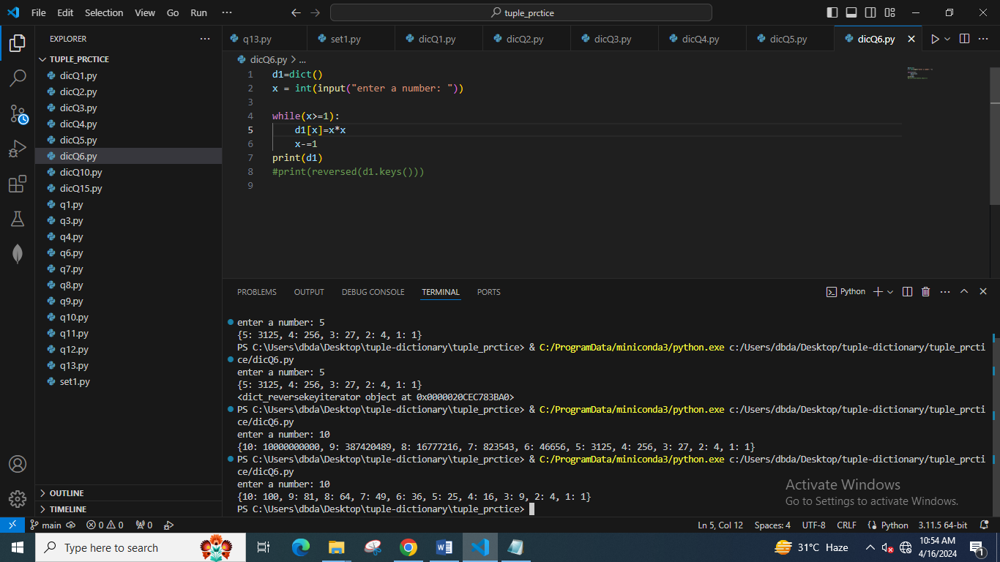 File Edit Selection View Go Run ··· tuple_prctice
EXPLORER ···
TUPLE_PRCTICE
dicQ1.py
dicQ2.py
dicQ3.py
dicQ4.py
dicQ5.py
dicQ6.py
dicQ10.py
dicQ15.py
q1.py
q3.py
q4.py
q6.py
q7.py
q8.py
q9.py
q10.py
q11.py
q12.py
q13.py
set1.py
OUTLINE
TIMELINE
q13.py set1.py dicQ1.py dicQ2.py dicQ3.py dicQ4.py dicQ5.py dicQ6.py
dicQ6.py > ...
1 d1=dict()
2 x = int(input("enter a number: "))
3
4 while(x>=1):
5 d1[x]=x*x
6 x-=1
7 print(d1)
8 #print(reversed(d1.keys()))
9
PROBLEMS OUTPUT DEBUG CONSOLE TERMINAL PORTS Python
enter a number: 5
{5: 3125, 4: 256, 3: 27, 2: 4, 1: 1}
PS C:\Users\dbda\Desktop\tuple-dictionary\tuple_prctice> & C:/ProgramData/miniconda3/python.exe c:/Users/dbda/Desktop/tuple-dictionary/tuple_prcti
ce/dicQ6.py
enter a number: 5
{5: 3125, 4: 256, 3: 27, 2: 4, 1: 1}
<dict_reversekeyiterator object at 0x0000020CEC783BA0>
PS C:\Users\dbda\Desktop\tuple-dictionary\tuple_prctice> & C:/ProgramData/miniconda3/python.exe c:/Users/dbda/Desktop/tuple-dictionary/tuple_prcti
ce/dicQ6.py
enter a number: 10
{10: 10000000000, 9: 387420489, 8: 16777216, 7: 823543, 6: 46656, 5: 3125, 4: 256, 3: 27, 2: 4, 1: 1}
PS C:\Users\dbda\Desktop\tuple-dictionary\tuple_prctice> & C:/ProgramData/miniconda3/python.exe c:/Users/dbda/Desktop/tuple-dictionary/tuple_prcti
ce/dicQ6.py
enter a number: 10
{10: 100, 9: 81, 8: 64, 7: 49, 6: 36, 5: 25, 4: 16, 3: 9, 2: 4, 1: 1}
PS C:\Users\dbda\Desktop\tuple-dictionary\tuple_prctice>
Activate Windows
Go to Settings to activate Windows.
main 0 0 0 Ln 5, Col 12 Spaces: 4 UTF-8 CRLF Python 3.11.5 64-bit
Type here to search 31°C Haze 10:54 AM
4/16/2024 1